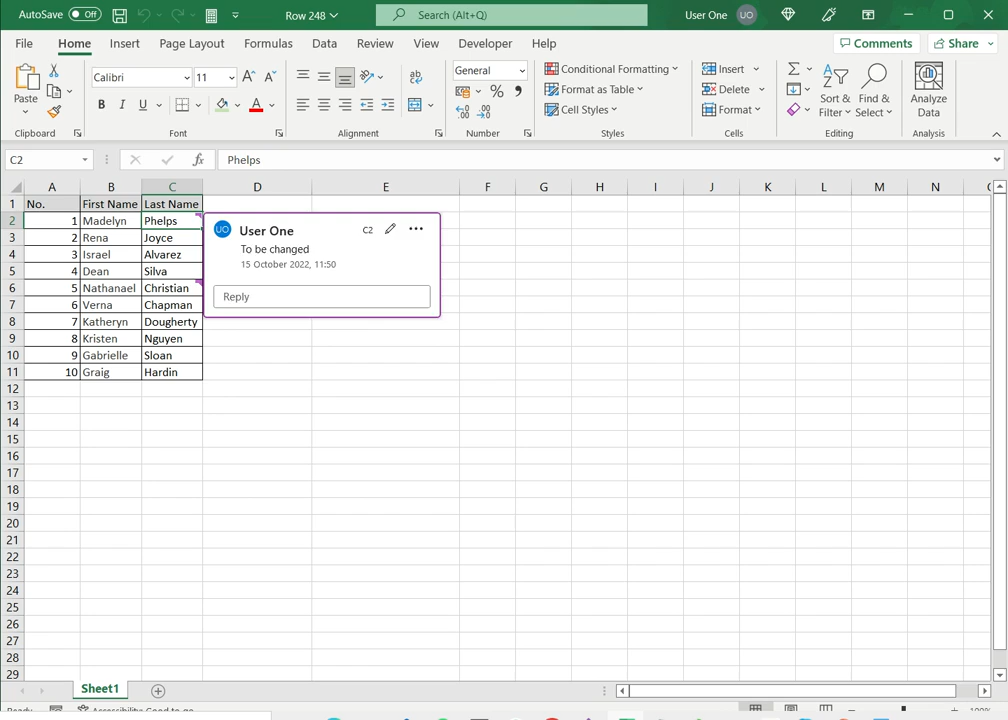 AutoSave Off Row 248 Search (Alt+Q) User One UO
File Home Insert Page Layout Formulas Data Review View Developer Help Comments Share
Calibri 11 General Conditional Formatting Insert
Format as Table Delete
Paste B I U Cell Styles Format Sort & Filter Find & Select Analyze Data
Clipboard Font Alignment Number Styles Cells Editing Analysis
C2 fx Phelps
A B C D E F G H I J K L M N
1 No. First Name Last Name
2 1 Madelyn Phelps
3 2 Rena Joyce
4 3 Israel Alvarez
5 4 Dean Silva
6 5 Nathanael Christian
7 6 Verna Chapman
8 7 Katheryn Dougherty
9 8 Kristen Nguyen
10 9 Gabrielle Sloan
11 10 Graig Hardin
12
13
14
15
16
17
18
19
20
21
22
23
24
25
26
27
28
29
UO User One C2
To be changed
15 October 2022, 11:50
Reply
Sheet1